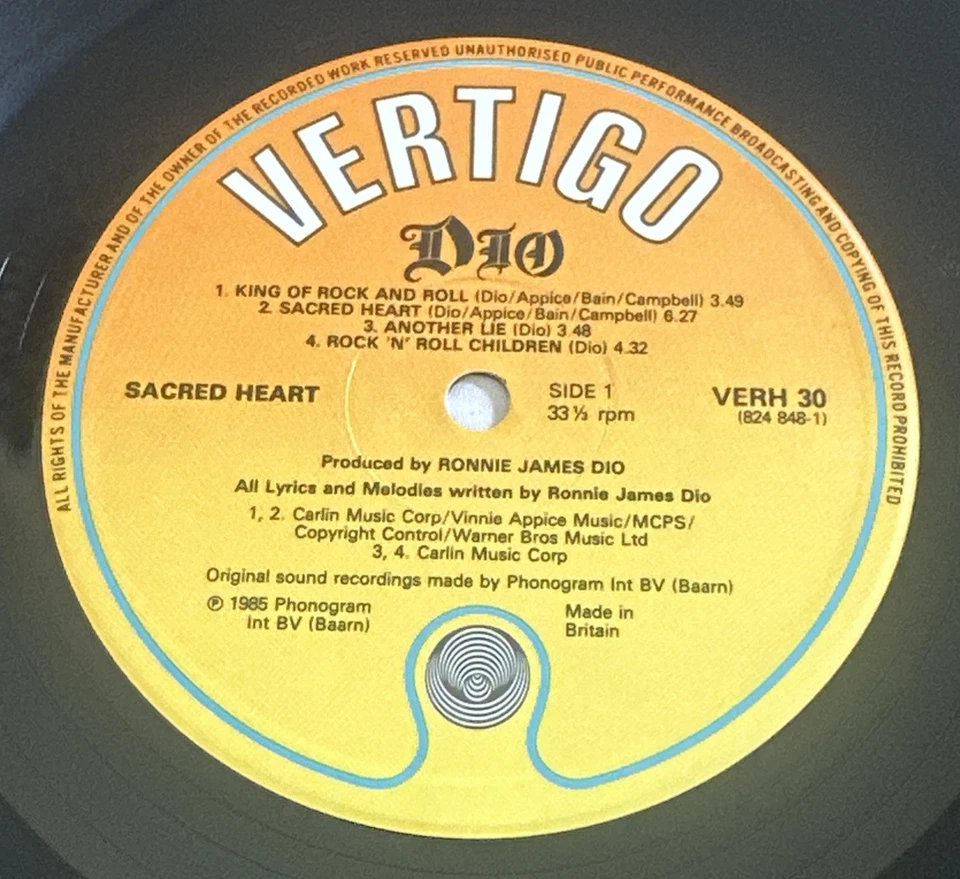 ALL RIGHTS OF THE MANUFACTURER AND OF THE OWNER OF THE RECORDED WORK RESERVED UNAUTHORISED PUBLIC PERFORMANCE BROADCASTING AND COPYING OF THIS RECORD PROHIBITED
VERTIGO
DIO
1. KING OF ROCK AND ROLL (Dio/Appice/Bain/Campbell) 3.49
2. SACRED HEART (Dio/Appice/Bain/Campbell) 6.27
3. ANOTHER LIE (Dio) 3.48
4. ROCK 'N' ROLL CHILDREN (Dio) 4.32
SACRED HEART
SIDE 1
33⅓ rpm
VERH 30
(824 848-1)
Produced by RONNIE JAMES DIO
All Lyrics and Melodies written by Ronnie James Dio
1, 2. Carlin Music Corp/Vinnie Appice Music/MCPS/
Copyright Control/Warner Bros Music Ltd
3, 4. Carlin Music Corp
Original sound recordings made by Phonogram Int BV (Baarn)
℗ 1985 Phonogram
Int BV (Baarn)
Made in
Britain